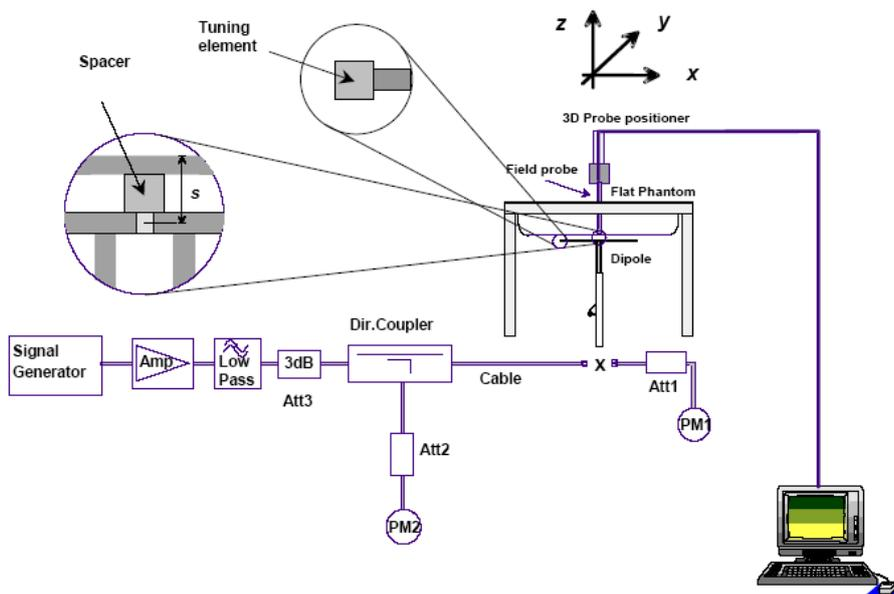 Tuning
element
z
y
x
Spacer
3D Probe positioner
s
Field probe
Flat Phantom
Dipole
Dir.Coupler
Signal
Generator
Amp
Low
Pass
3dB
Att3
Cable
X
Att1
PM1
Att2
PM2